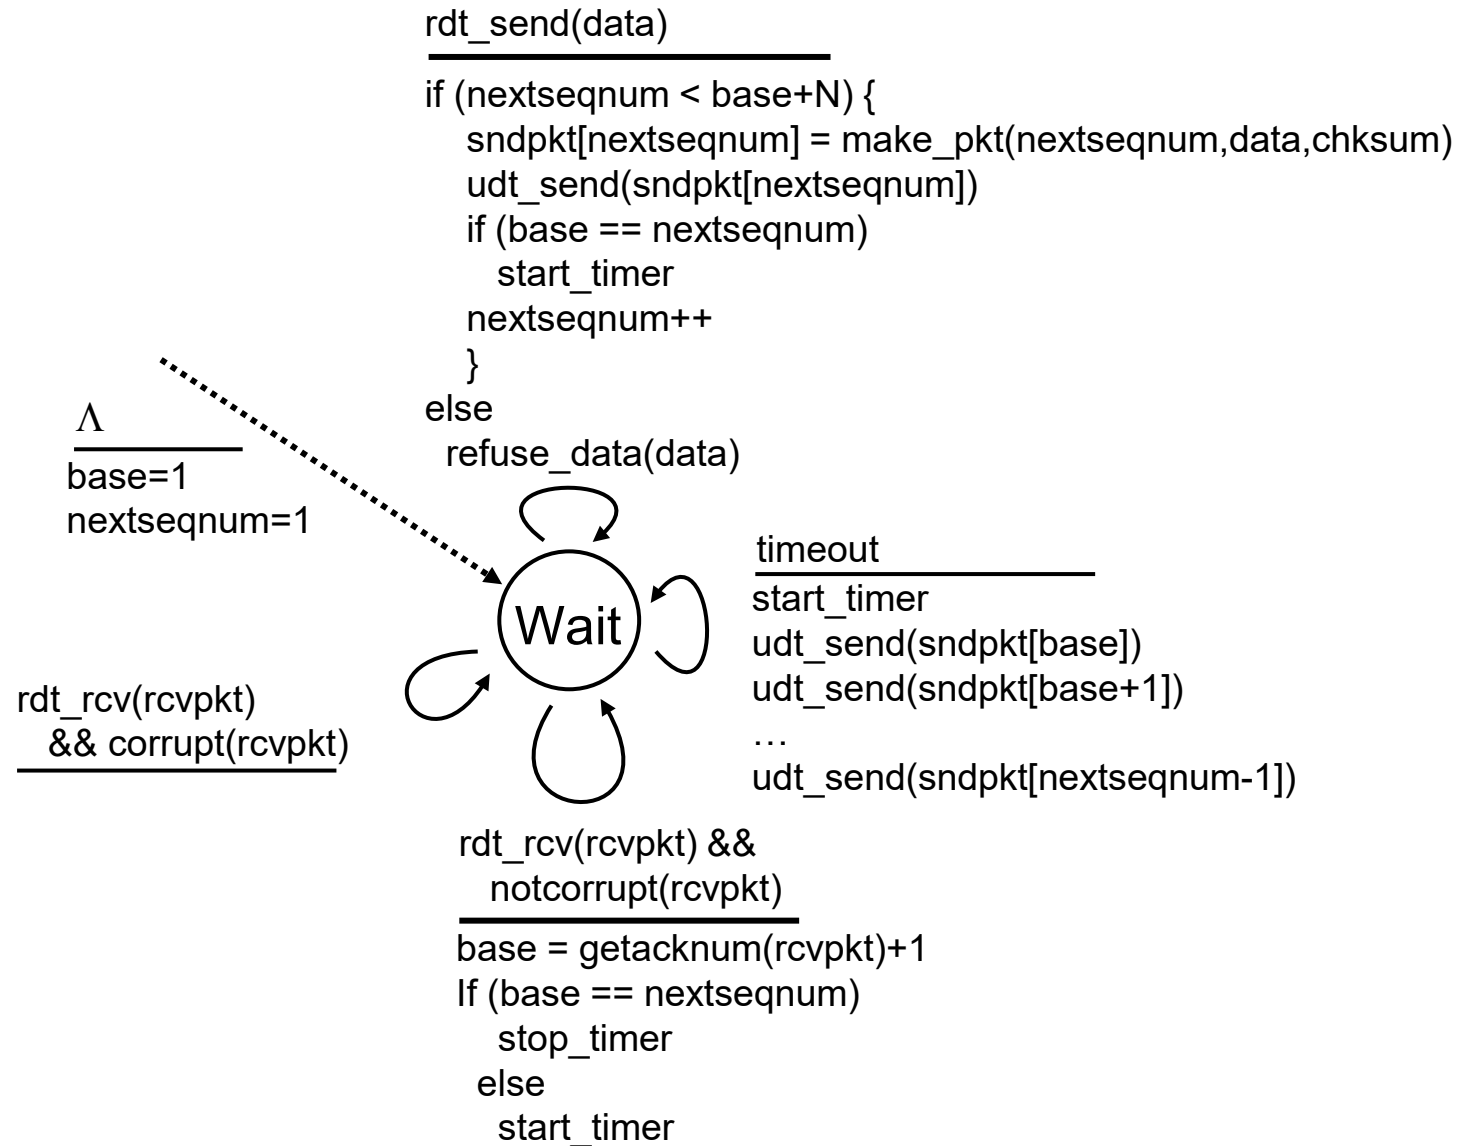 rdt_send(data)
if (nextseqnum < base+N) {
sndpkt[nextseqnum] = make_pkt(nextseqnum,data,chksum)
udt_send(sndpkt[nextseqnum])
if (base == nextseqnum)
start_timer
nextseqnum++
}
else
refuse_data(data)
Λ
base=1
nextseqnum=1
Wait
timeout
start_timer
udt_send(sndpkt[base])
udt_send(sndpkt[base+1])
…
udt_send(sndpkt[nextseqnum-1])
rdt_rcv(rcvpkt)
&& corrupt(rcvpkt)
rdt_rcv(rcvpkt) &&
notcorrupt(rcvpkt)
base = getacknum(rcvpkt)+1
If (base == nextseqnum)
stop_timer
else
start_timer